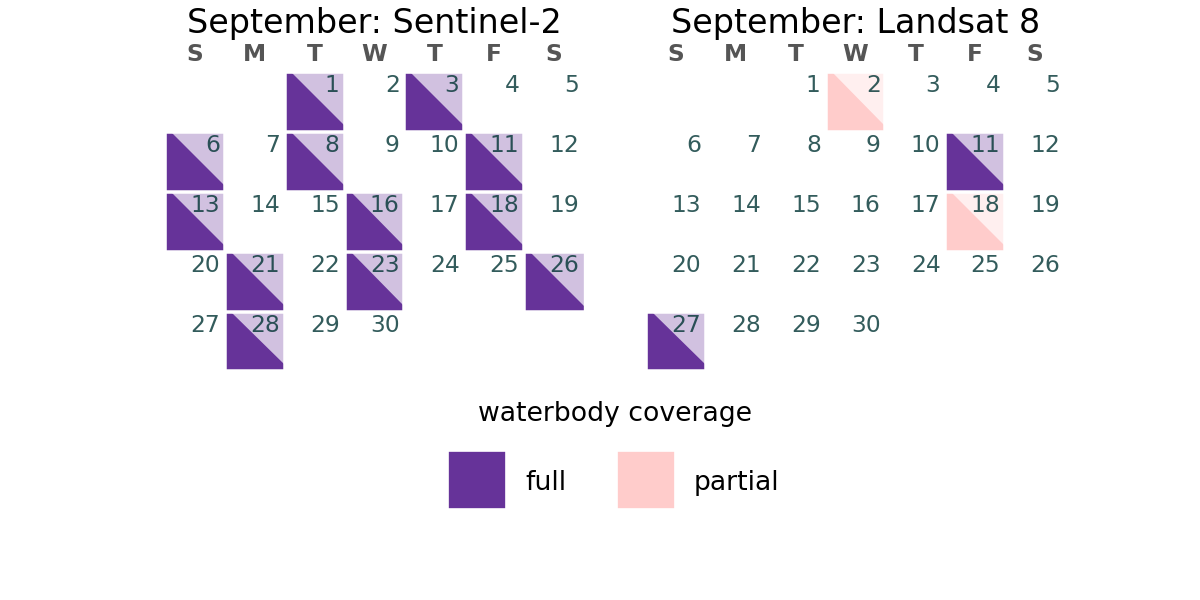 September: Sentinel-2
S M T W T F S
1 2 3 4 5
6 7 8 9 10 11 12
13 14 15 16 17 18 19
20 21 22 23 24 25 26
27 28 29 30
September: Landsat 8
S M T W T F S
1 2 3 4 5
6 7 8 9 10 11 12
13 14 15 16 17 18 19
20 21 22 23 24 25 26
27 28 29 30
waterbody coverage
full
partial